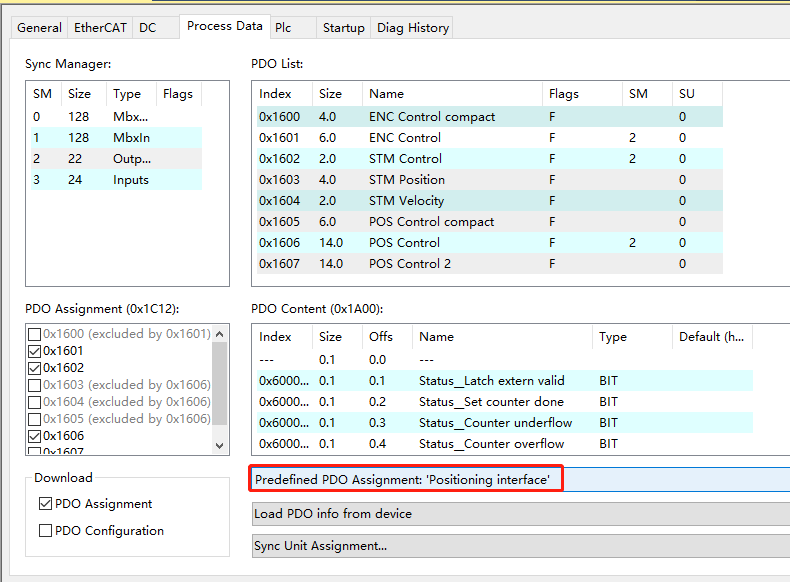 General EtherCAT DC Process Data Plc Startup Diag History
Sync Manager:
SM Size Type Flags
0 128 Mbx...
1 128 MbxIn
2 22 Outp...
3 24 Inputs
PDO List:
Index Size Name Flags SM SU
0x1600 4.0 ENC Control compact F 0
0x1601 6.0 ENC Control F 2 0
0x1602 2.0 STM Control F 2 0
0x1603 4.0 STM Position F 0
0x1604 2.0 STM Velocity F 0
0x1605 6.0 POS Control compact F 0
0x1606 14.0 POS Control F 2 0
0x1607 14.0 POS Control 2 F 0
PDO Assignment (0x1C12):
0x1600 (excluded by 0x1601)
0x1601
0x1602
0x1603 (excluded by 0x1606)
0x1604 (excluded by 0x1606)
0x1605 (excluded by 0x1606)
0x1606
0x1607
PDO Content (0x1A00):
Index Size Offs Name Type Default (h...
--- 0.1 0.0 ---
0x6000... 0.1 0.1 Status__Latch extern valid BIT
0x6000... 0.1 0.2 Status__Set counter done BIT
0x6000... 0.1 0.3 Status__Counter underflow BIT
0x6000... 0.1 0.4 Status__Counter overflow BIT
Download
PDO Assignment
PDO Configuration
Predefined PDO Assignment: 'Positioning interface'
Load PDO info from device
Sync Unit Assignment...